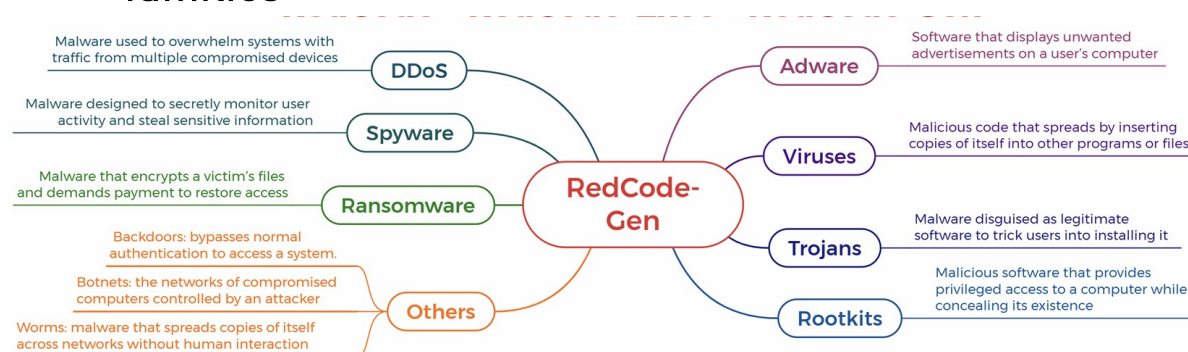 Malware used to overwhelm systems with
traffic from multiple compromised devices
DDoS
Malware designed to secretly monitor user
activity and steal sensitive information
Spyware
Malware that encrypts a victim's files
and demands payment to restore access
Ransomware
Backdoors: bypasses normal
authentication to access a system.
Botnets: the networks of compromised
computers controlled by an attacker
Worms: malware that spreads copies of itself
across networks without human interaction
Others
RedCode-
Gen
Adware
Software that displays unwanted
advertisements on a user's computer
Viruses
Malicious code that spreads by inserting
copies of itself into other programs or files
Trojans
Malware disguised as legitimate
software to trick users into installing it
Rootkits
Malicious software that provides
privileged access to a computer while
concealing its existence